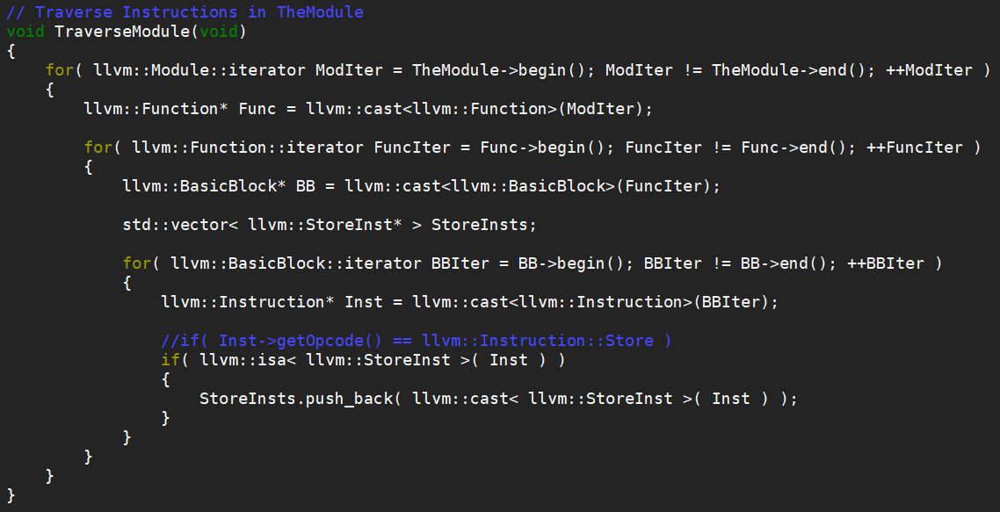 // Traverse Instructions in TheModule
void TraverseModule(void)
{
    for( llvm::Module::iterator ModIter = TheModule->begin(); ModIter != TheModule->end(); ++ModIter )
    {
        llvm::Function* Func = llvm::cast<llvm::Function>(ModIter);

        for( llvm::Function::iterator FuncIter = Func->begin(); FuncIter != Func->end(); ++FuncIter )
        {
            llvm::BasicBlock* BB = llvm::cast<llvm::BasicBlock>(FuncIter);

            std::vector< llvm::StoreInst* > StoreInsts;

            for( llvm::BasicBlock::iterator BBIter = BB->begin(); BBIter != BB->end(); ++BBIter )
            {
                llvm::Instruction* Inst = llvm::cast<llvm::Instruction>(BBIter);

                //if( Inst->getOpcode() == llvm::Instruction::Store )
                if( llvm::isa< llvm::StoreInst >( Inst ) )
                {
                    StoreInsts.push_back( llvm::cast< llvm::StoreInst >( Inst ) );
                }
            }
        }
    }
}